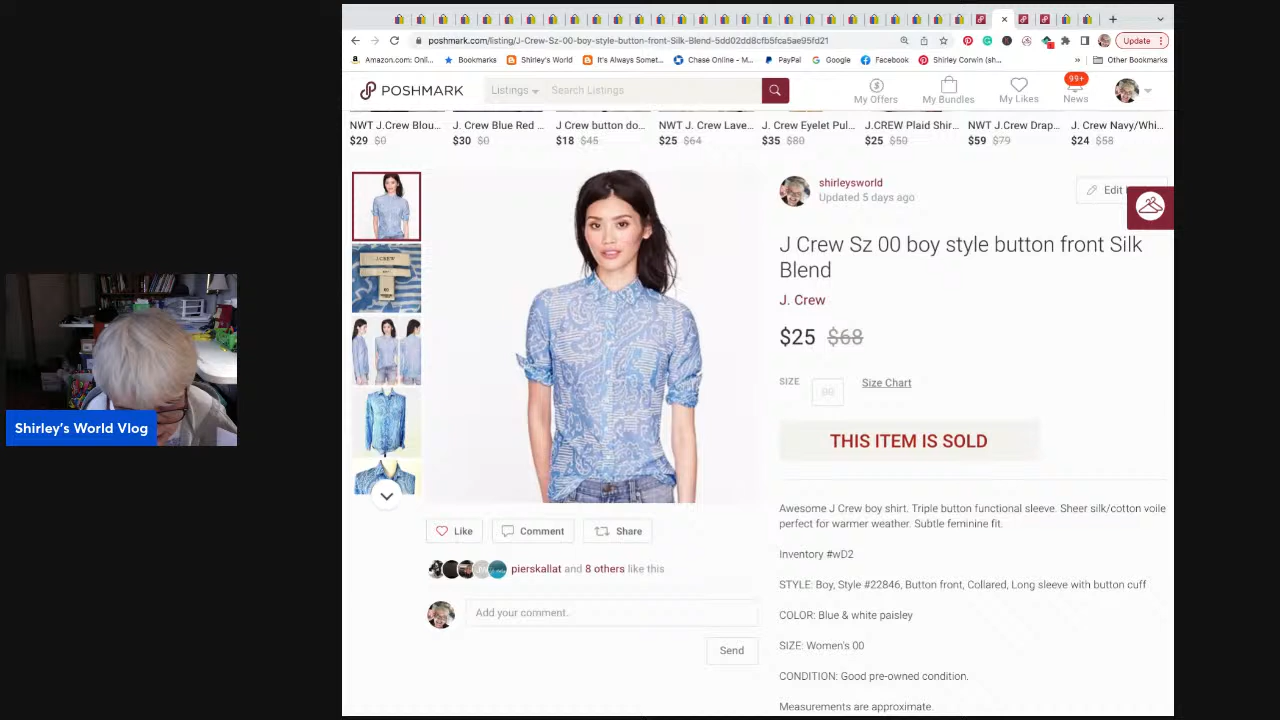 poshmark.com/listing/J-Crew-Sz-00-boy-style-button-front-Silk-Blend-5dd02dd8cfb5fca5ae95fd21
Update
Amazon.com: Onli...
Bookmarks
Shirley's World
It's Always Somet...
Chase Online - M...
PayPal
Google
Facebook
Shirley Corwin (sh...
»
Other Bookmarks
POSHMARK
Listings
Search Listings
My Offers
My Bundles
My Likes
99+
News
NWT J.Crew Blou...
J. Crew Blue Red ...
J Crew button do...
NWT J. Crew Lave...
J. Crew Eyelet Pul...
J.CREW Plaid Shir...
NWT J.Crew Drap...
J. Crew Navy/Whi...
$29 $0
$30 $0
$18 $45
$25 $64
$35 $80
$25 $50
$59 $79
$24 $58
shirleysworld
Updated 5 days ago
Edit
J Crew Sz 00 boy style button front Silk
Blend
J. Crew
$25 $68
SIZE
00
Size Chart
THIS ITEM IS SOLD
Awesome J Crew boy shirt. Triple button functional sleeve. Sheer silk/cotton voile
perfect for warmer weather. Subtle feminine fit.
Inventory #wD2
STYLE: Boy, Style #22846, Button front, Collared, Long sleeve with button cuff
COLOR: Blue & white paisley
SIZE: Women's 00
CONDITION: Good pre-owned condition.
Measurements are approximate.
J.CREW
Like
Comment
Share
pierskallat and 8 others like this
Add your comment.
Send
Shirley's World Vlog